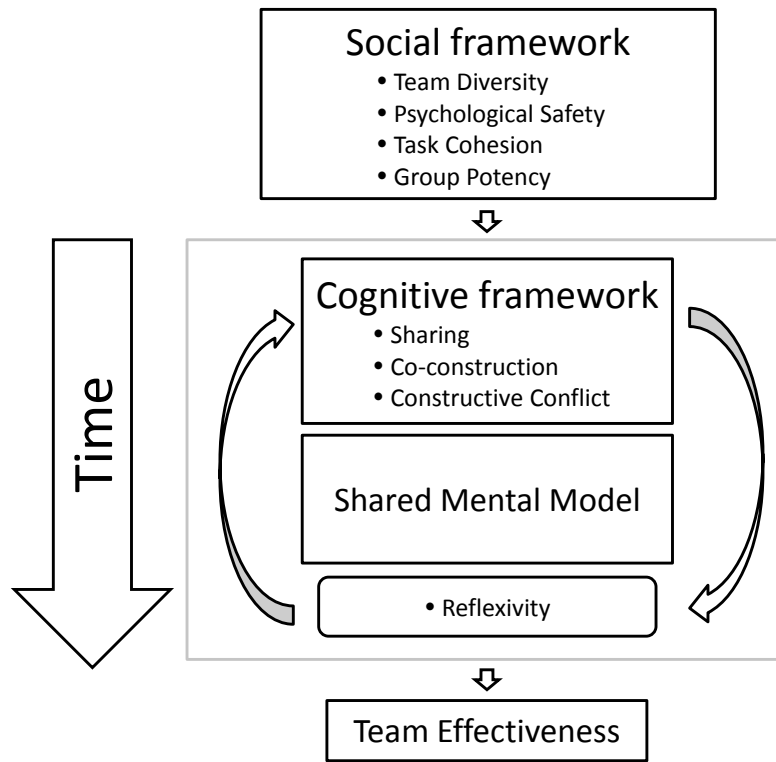 Social framework
• Team Diversity
• Psychological Safety
• Task Cohesion
• Group Potency
Time
Cognitive framework
• Sharing
• Co-construction
• Constructive Conflict
Shared Mental Model
• Reflexivity
Team Effectiveness